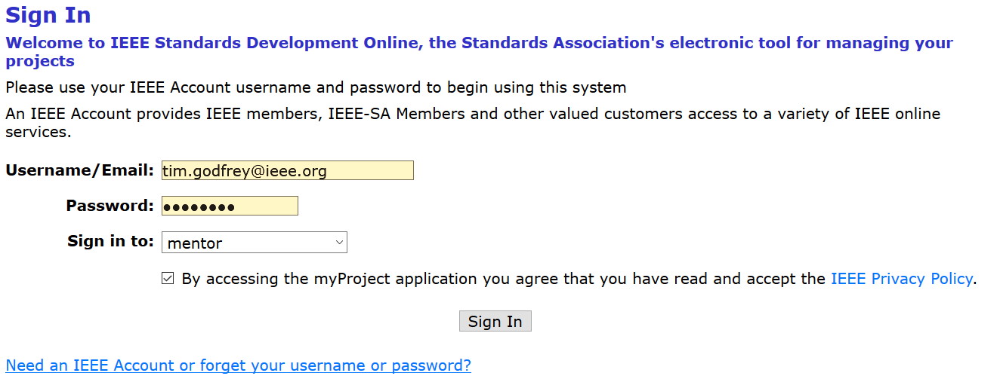 Sign In
Welcome to IEEE Standards Development Online, the Standards Association's electronic tool for managing your
projects
Please use your IEEE Account username and password to begin using this system
An IEEE Account provides IEEE members, IEEE-SA Members and other valued customers access to a variety of IEEE online
services.
Username/Email: tim.godfrey@ieee.org
Password: ●●●●●●●●
Sign in to: mentor
By accessing the myProject application you agree that you have read and accept the IEEE Privacy Policy.
Sign In
Need an IEEE Account or forget your username or password?